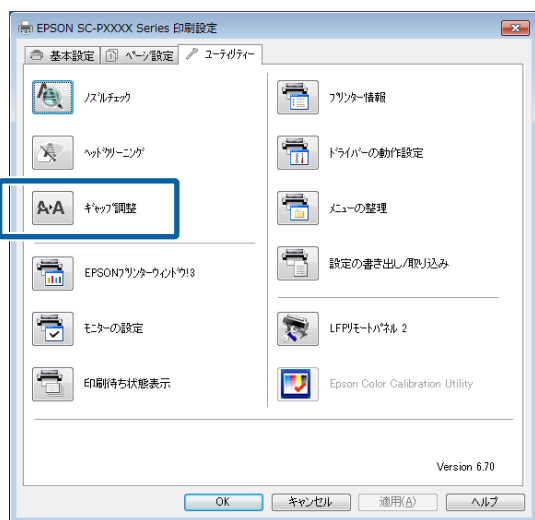 EPSON SC-PXXXX Series 印刷設定
基本設定
ページ設定
ユーティリティー
ノズルチェック
ヘッドクリーニング
A▸A ギャップ調整
EPSONプリンターウィンドウ!3
モニターの設定
印刷待ち状態表示
プリンター情報
ドライバーの動作設定
メニューの整理
設定の書き出し/取り込み
LFPリモートパネル 2
Epson Color Calibration Utility
Version 6.70
OK
キャンセル
適用(A)
ヘルプ